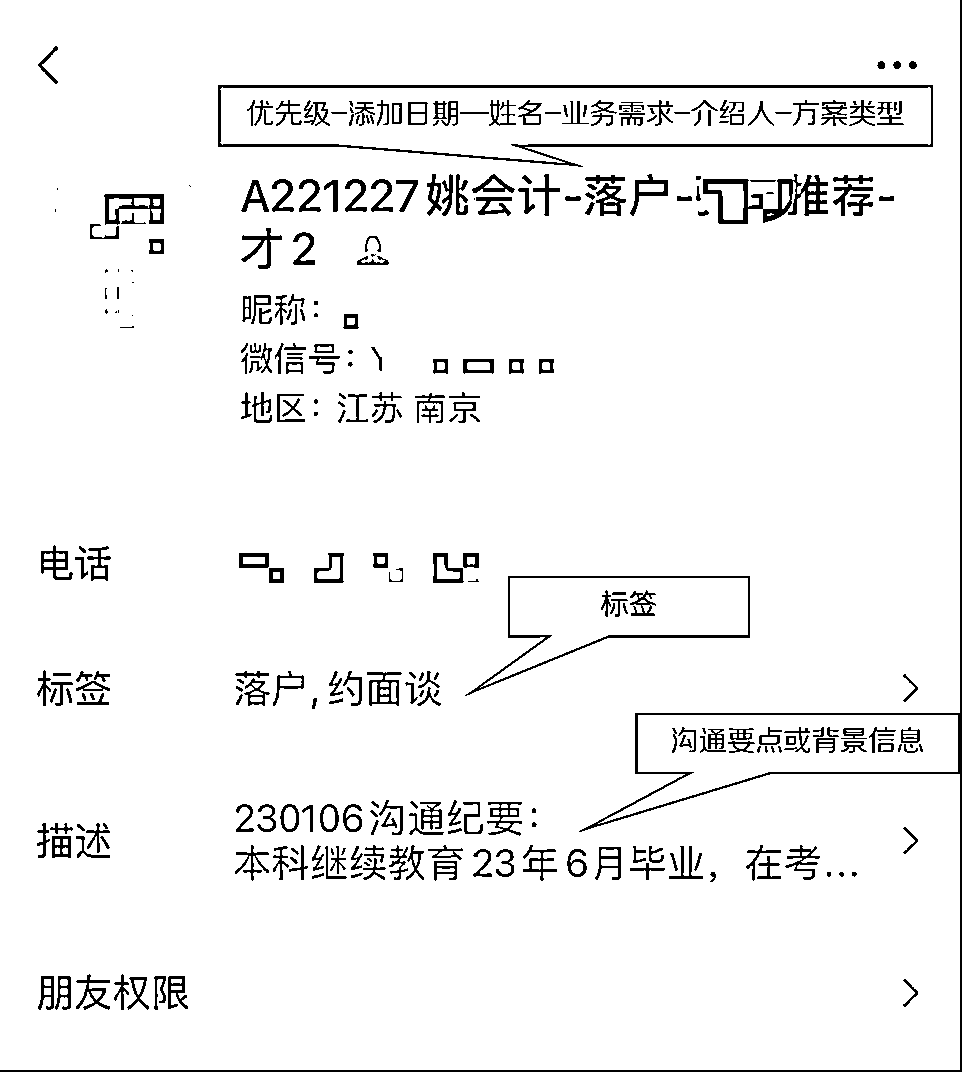 优先级–添加日期—姓名–业务需求–介绍人–方案类型
A221227姚会计-落户-推荐-
才2
昵称：
微信号：
地区：江苏 南京
电话
标签
标签
落户, 约面谈
沟通要点或背景信息
描述
230106沟通纪要：
本科继续教育23年6月毕业，在考...
朋友权限